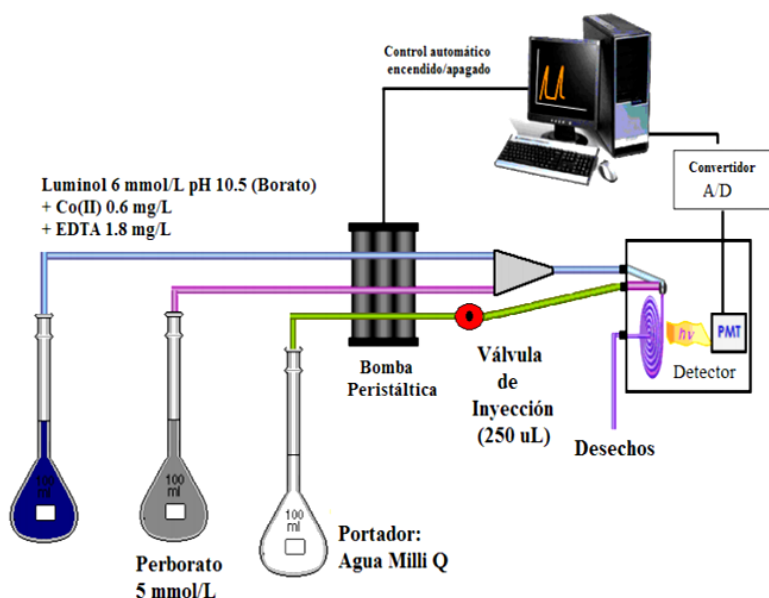 Control automático
encendido/apagado
Luminol 6 mmol/L pH 10.5 (Borato)
+ Co(II) 0.6 mg/L
+ EDTA 1.8 mg/L
Convertidor
A/D
hν
PMT
Detector
Bomba
Peristáltica
Válvula
de
Inyección
(250 uL)
Desechos
100
ml
100
ml
100
ml
Perborato
5 mmol/L
Portador:
Agua Milli Q